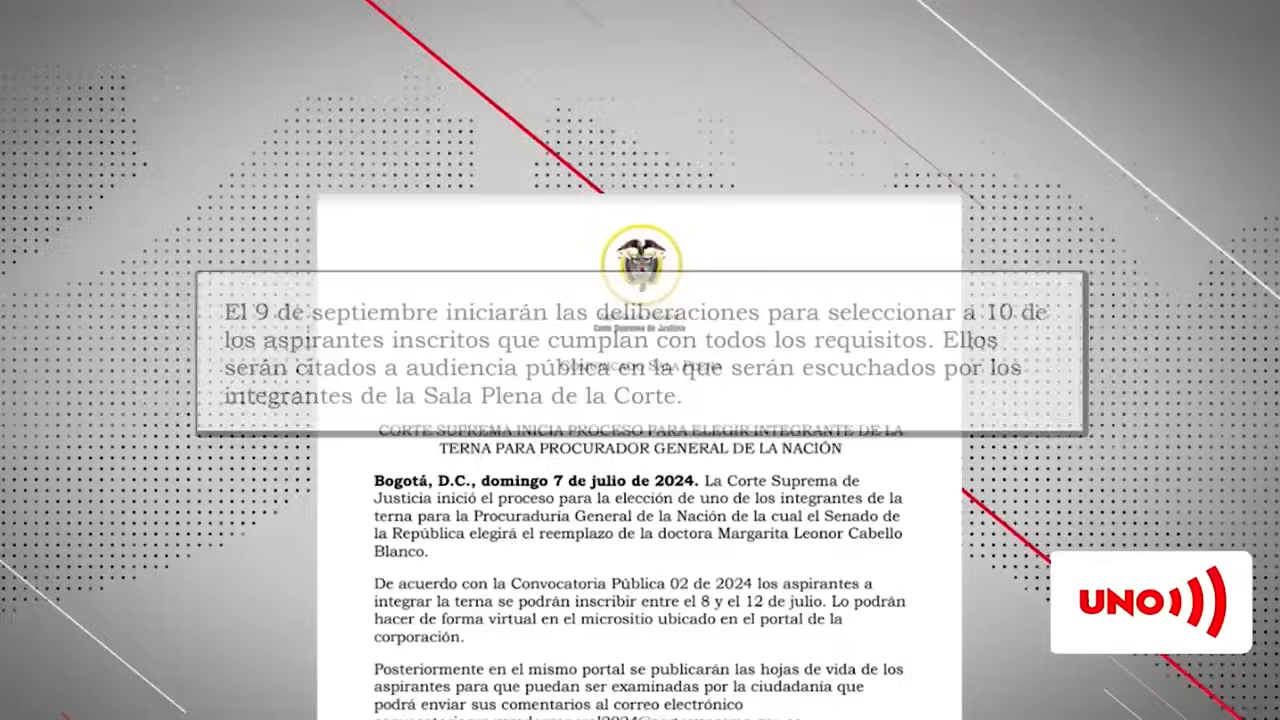 Corte Suprema de Justicia
El 9 de septiembre iniciarán las deliberaciones para seleccionar a 10 de
los aspirantes inscritos que cumplan con todos los requisitos. Ellos
serán citados a audiencia pública en la que serán escuchados por los
integrantes de la Sala Plena de la Corte.
CORTE SUPREMA INICIA PROCESO PARA ELEGIR INTEGRANTE DE LA
TERNA PARA PROCURADOR GENERAL DE LA NACIÓN
Bogotá, D.C., domingo 7 de julio de 2024. La Corte Suprema de
Justicia inició el proceso para la elección de uno de los integrantes de la
terna para la Procuraduría General de la Nación de la cual el Senado de
la República elegirá el reemplazo de la doctora Margarita Leonor Cabello
Blanco.
De acuerdo con la Convocatoria Pública 02 de 2024 los aspirantes a
integrar la terna se podrán inscribir entre el 8 y el 12 de julio. Lo podrán
hacer de forma virtual en el micrositio ubicado en el portal de la
corporación.
Posteriormente en el mismo portal se publicarán las hojas de vida de los
aspirantes para que puedan ser examinadas por la ciudadanía que
podrá enviar sus comentarios al correo electrónico
UNO